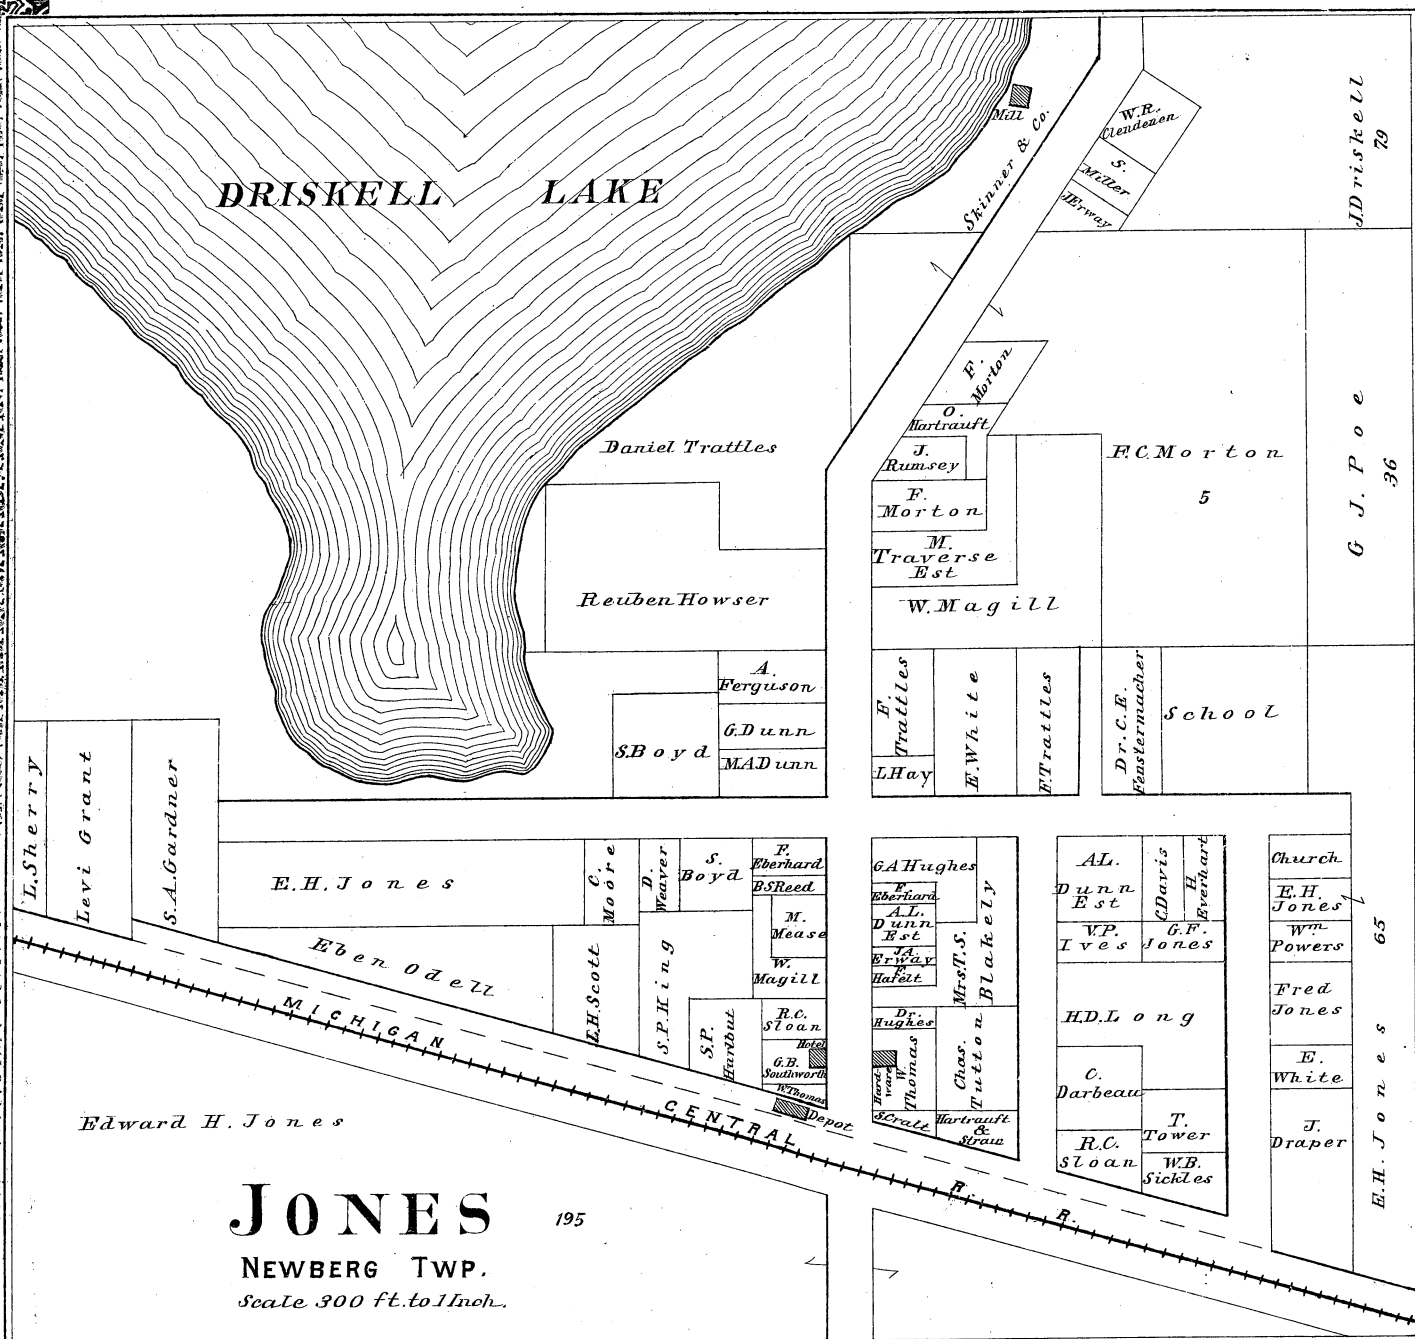 DRISKELL LAKE
Mill
Skinner & Co.
W.R.
Clendenen
S.
Miller
J.Erway
J.Driskell
79
G J. Poe
36
F.
Morton
O.
Hartrauft
J.
Rumsey
F.
Morton
M.
Traverse
Est
W.Magill
F.C.Morton
5
Daniel Trattles
Reuben Howser
A.
Ferguson
G.Dunn
M.A.Dunn
S.Boyd
F.
Trattles
L.Hay
E.White
F.Trattles
Dr.C.E.
Fenstermacher
School
L.Sherry
Levi Grant
S.A.Gardner
E.H.Jones
Eben Odell
C.
Moore
D.
Weaver
S.
Boyd
F.
Eberhard
B.S.Reed
M.
Mease
W.
Magill
E.H.Scott
S.P.King
S.P.
Hurlbut
R.C.
Sloan
Hotel
G.B.
Southworth
W.Thomas
Depot
G.A.Hughes
F.
Eberhard
A.L.
Dunn
Est
J.A.
Erway
F.
Hafelt
Mrs.T.S.
Blakely
Dr.
Hughes
Hard-
ware
W.
Thomas
Chas.
Tutton
S.Cralt
Hartrauft
&
Straw
A.L.
Dunn
Est
C.Davis
H
Everhart
V.P.
Ives
G.F.
Jones
H.D.Long
C.
Darbeau
R.C.
Sloan
T.
Tower
W.B.
Sickles
Church
E.H.
Jones
Wm
Powers
Fred
Jones
E.
White
J.
Draper
E.H.Jones
65
MICHIGAN CENTRAL R. R.
Edward H. Jones
195
JONES
NEWBERG TWP.
Scale 300 ft. to 1 Inch.